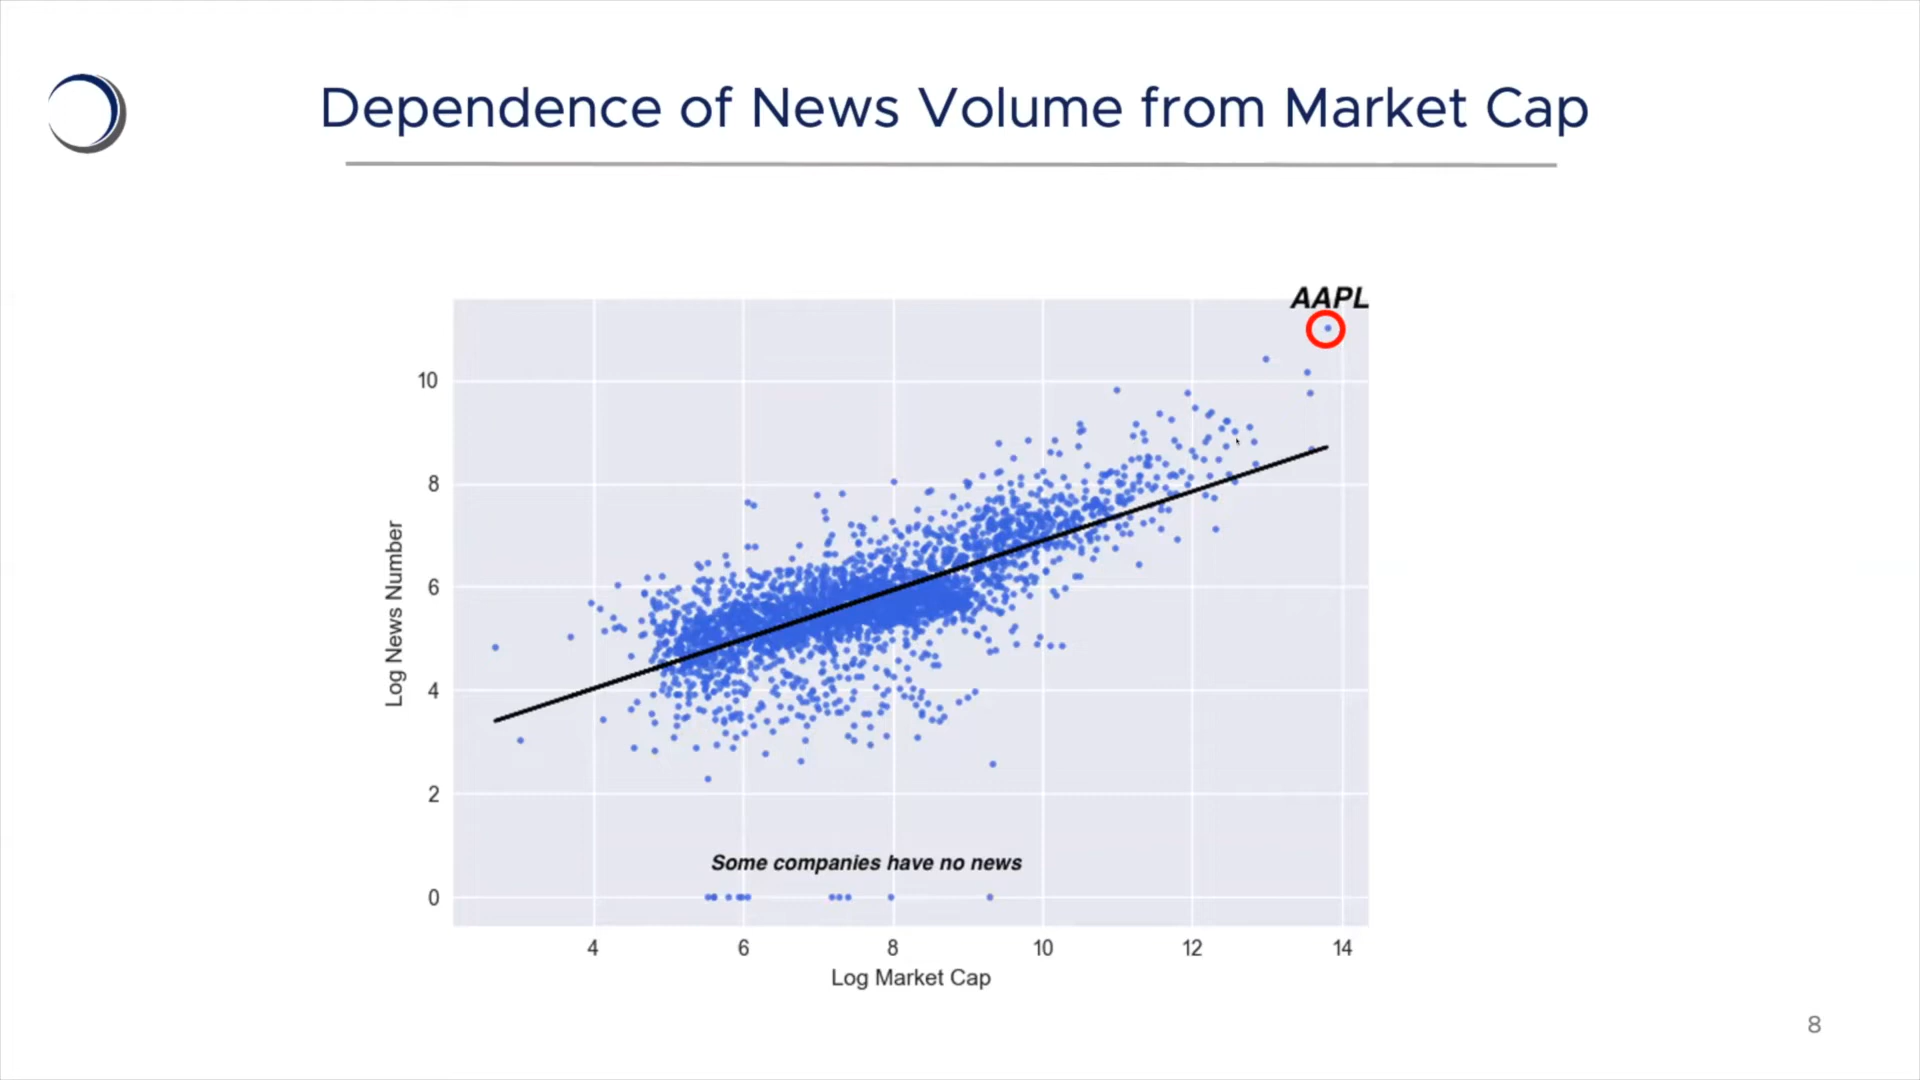 Dependence of News Volume from Market Cap
AAPL
10
8
6
4
2
0
Log News Number
Some companies have no news
4 6 8 10 12 14
Log Market Cap
8